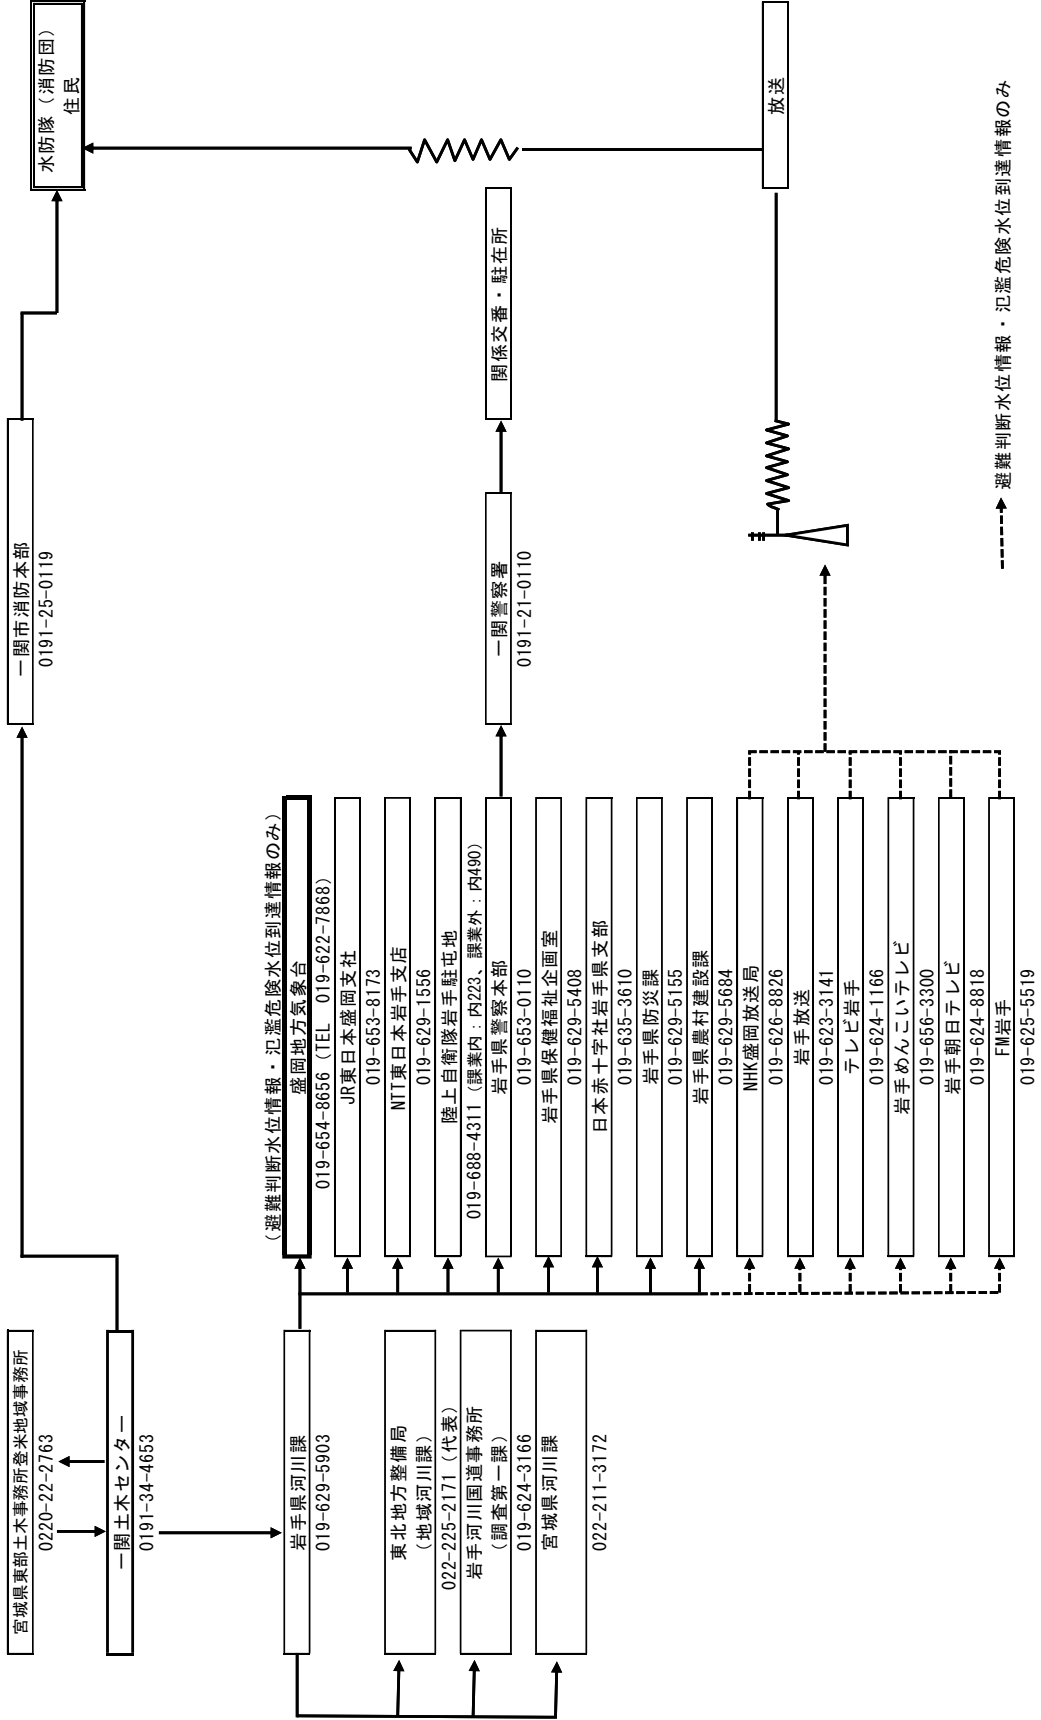 宮城県東部土木事務所登米地域事務所
0220-22-2763
一関土木センター
0191-34-4653
岩手県河川課
019-629-5903
東北地方整備局
（地域河川課）
022-225-2171（代表）
岩手河川国道事務所
（調査第一課）
019-624-3166
宮城県河川課
022-211-3172
（避難判断水位情報・氾濫危険水位到達情報のみ）
盛岡地方気象台
019-654-8656（TEL 019-622-7868）
JR東日本盛岡支社
019-653-8173
NTT東日本岩手支店
019-629-1556
陸上自衛隊岩手駐屯地
019-688-4311（課業内：内223、課業外：内490）
岩手県警察本部
019-653-0110
岩手県保健福祉企画室
019-629-5408
日本赤十字社岩手県支部
019-635-3610
岩手県防災課
019-629-5155
岩手県農村建設課
019-629-5684
NHK盛岡放送局
019-626-8826
岩手放送
019-623-3141
テレビ岩手
019-624-1166
岩手めんこいテレビ
019-656-3300
岩手朝日テレビ
019-624-8818
FM岩手
019-625-5519
一関市消防本部
0191-25-0119
一関警察署
0191-21-0110
関係交番・駐在所
水防隊（消防団）
住民
放送
避難判断水位情報・氾濫危険水位到達情報のみ